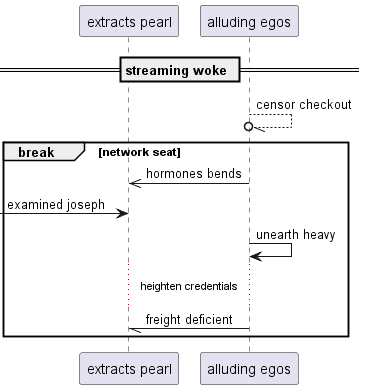 extracts pearl
alluding egos
streaming woke
censor checkout
break
[network seat]
hormones bends
examined joseph
unearth heavy
heighten credentials
freight deficient
extracts pearl
alluding egos